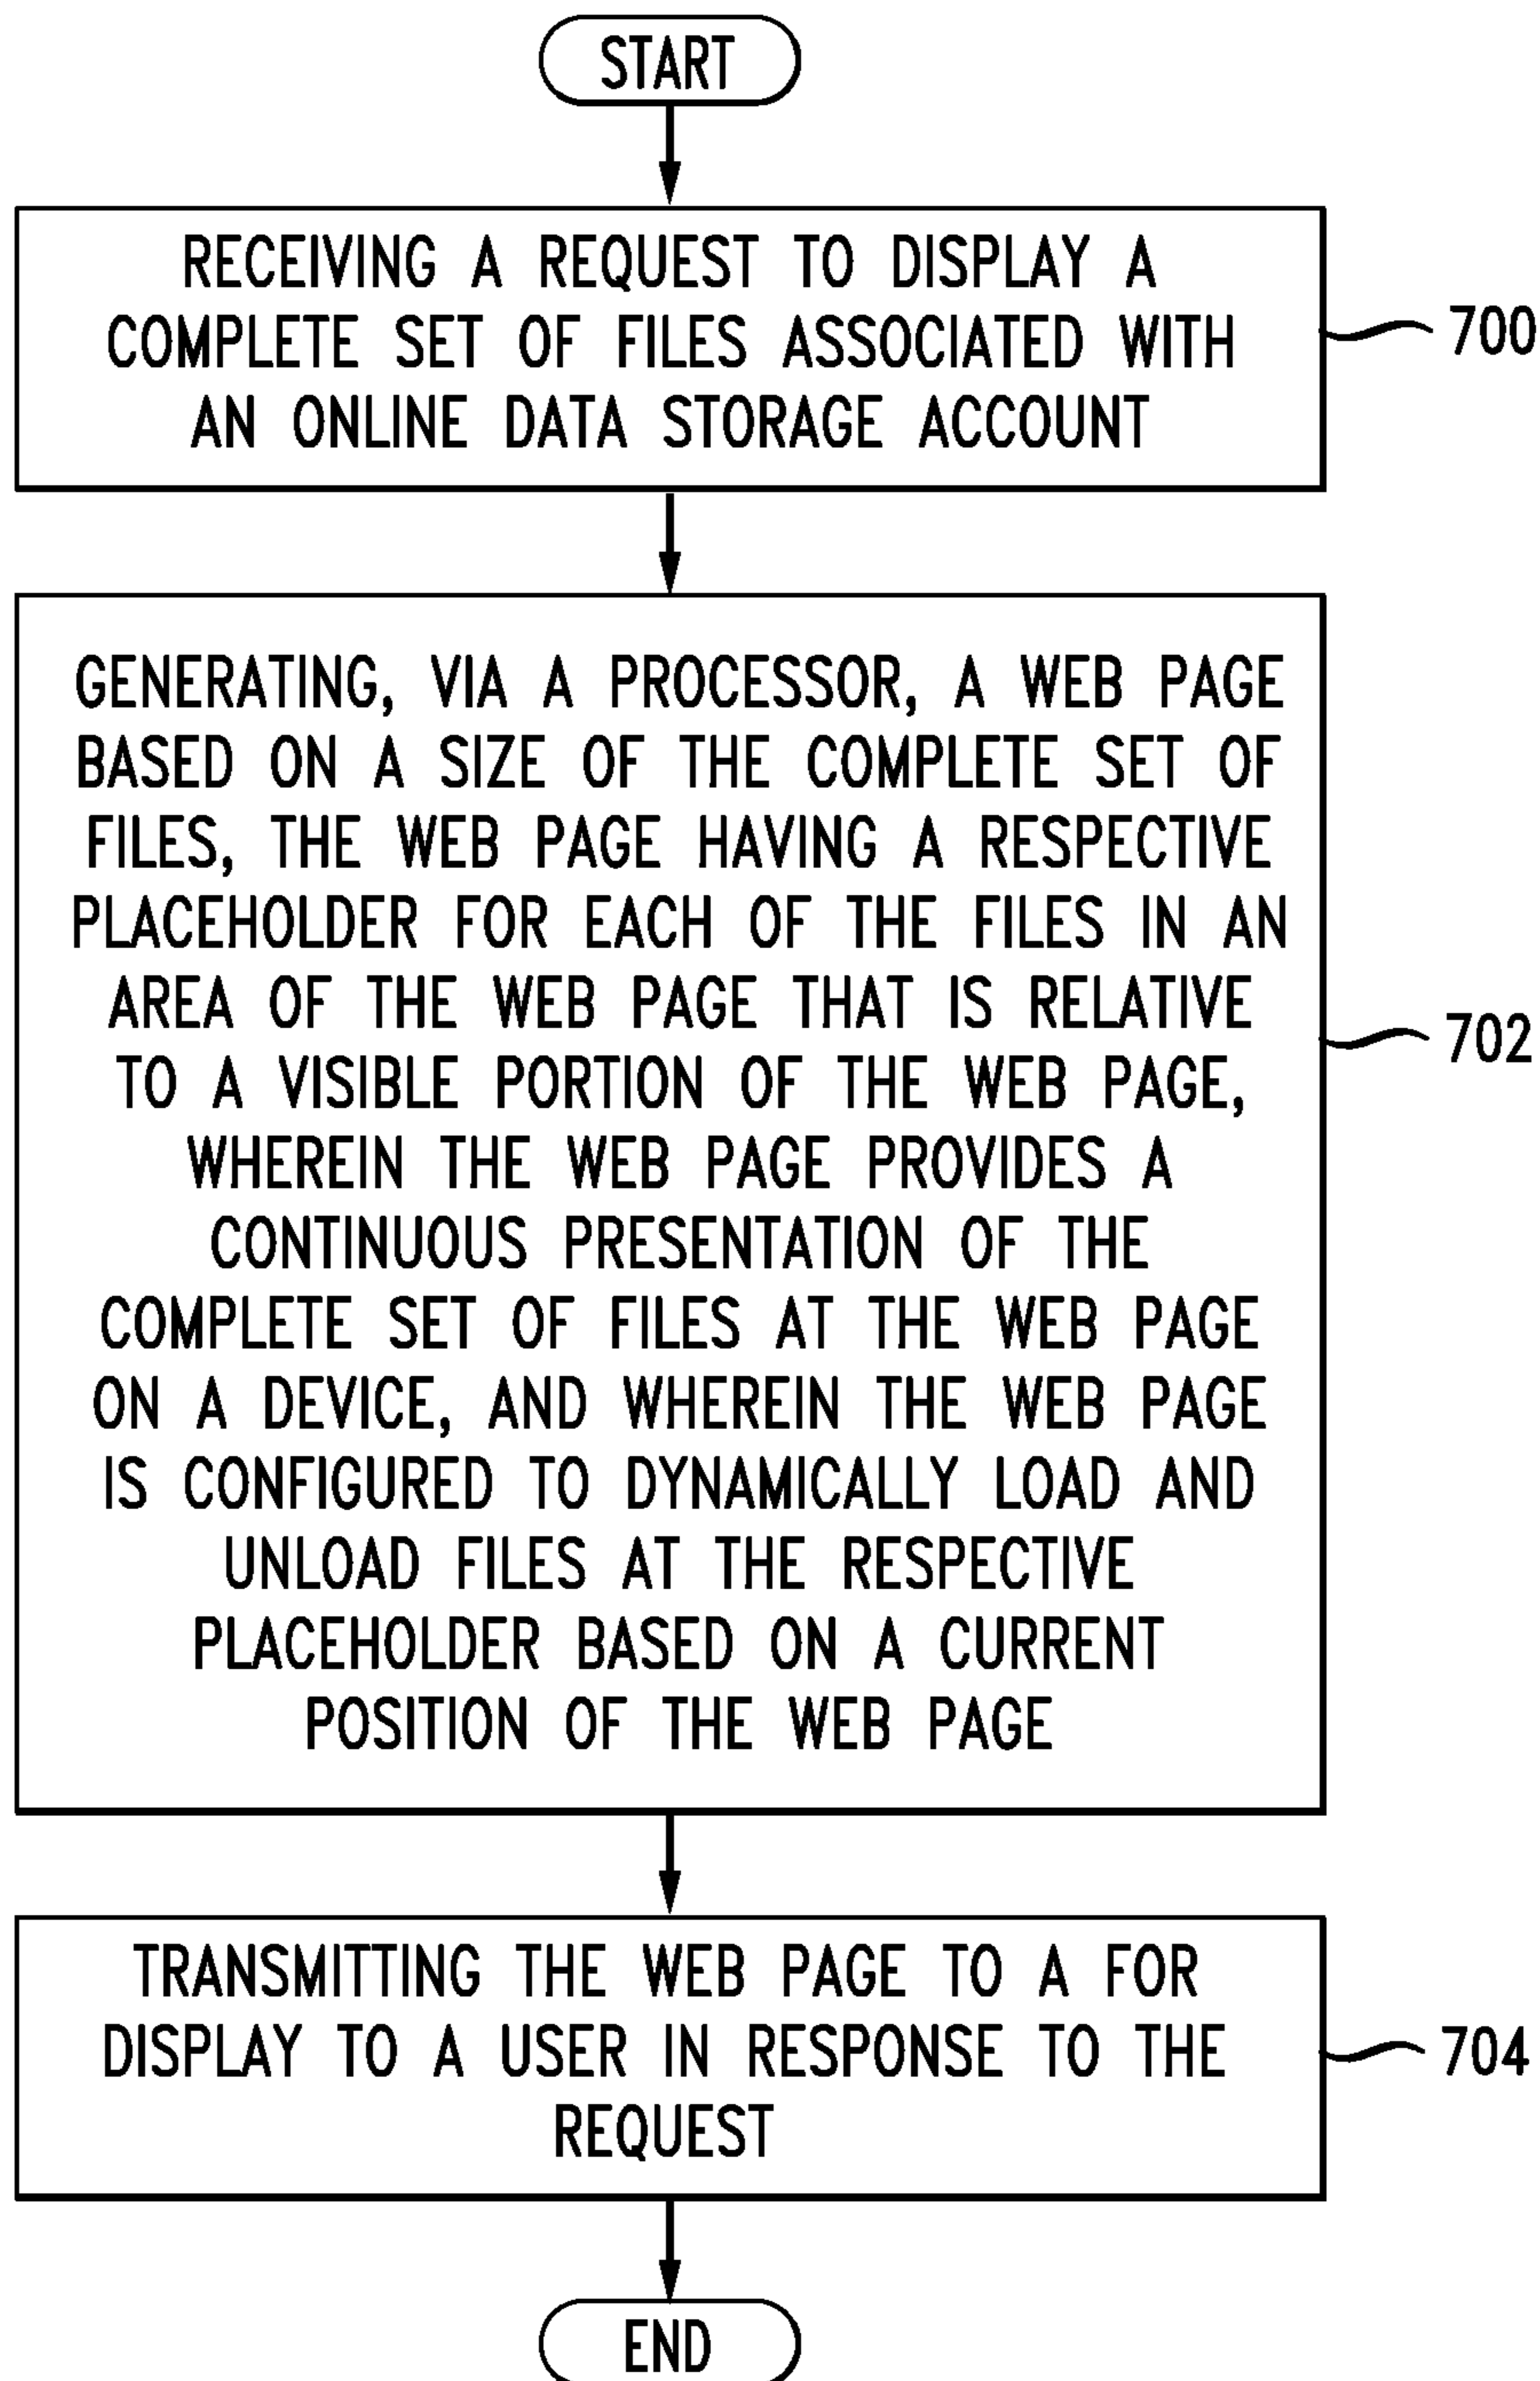 START
RECEIVING A REQUEST TO DISPLAY A
COMPLETE SET OF FILES ASSOCIATED WITH
AN ONLINE DATA STORAGE ACCOUNT
700
GENERATING, VIA A PROCESSOR, A WEB PAGE
BASED ON A SIZE OF THE COMPLETE SET OF
FILES, THE WEB PAGE HAVING A RESPECTIVE
PLACEHOLDER FOR EACH OF THE FILES IN AN
AREA OF THE WEB PAGE THAT IS RELATIVE
TO A VISIBLE PORTION OF THE WEB PAGE,
WHEREIN THE WEB PAGE PROVIDES A
CONTINUOUS PRESENTATION OF THE
COMPLETE SET OF FILES AT THE WEB PAGE
ON A DEVICE, AND WHEREIN THE WEB PAGE
IS CONFIGURED TO DYNAMICALLY LOAD AND
UNLOAD FILES AT THE RESPECTIVE
PLACEHOLDER BASED ON A CURRENT
POSITION OF THE WEB PAGE
702
TRANSMITTING THE WEB PAGE TO A FOR
DISPLAY TO A USER IN RESPONSE TO THE
REQUEST
704
END